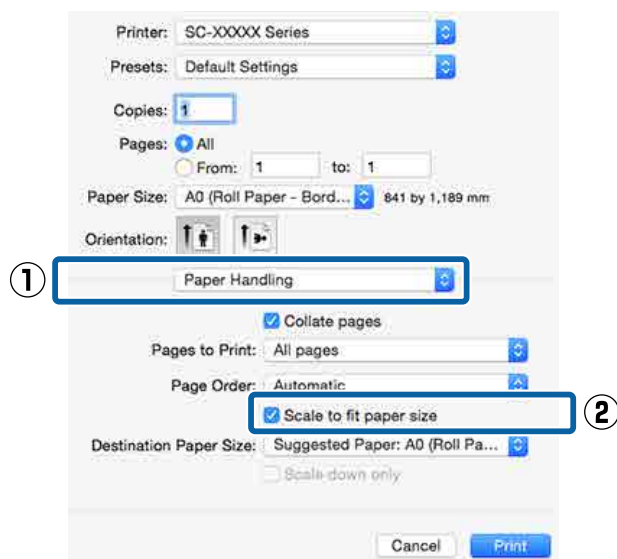 Printer: SC-XXXXX Series
Presets: Default Settings
Copies: 1
Pages: All
From: 1 to: 1
Paper Size: A0 (Roll Paper - Bord... 841 by 1,189 mm
Orientation:
① Paper Handling
Collate pages
Pages to Print: All pages
Page Order: Automatic
Scale to fit paper size ②
Destination Paper Size: Suggested Paper: A0 (Roll Pa...
Scale down only
Cancel Print